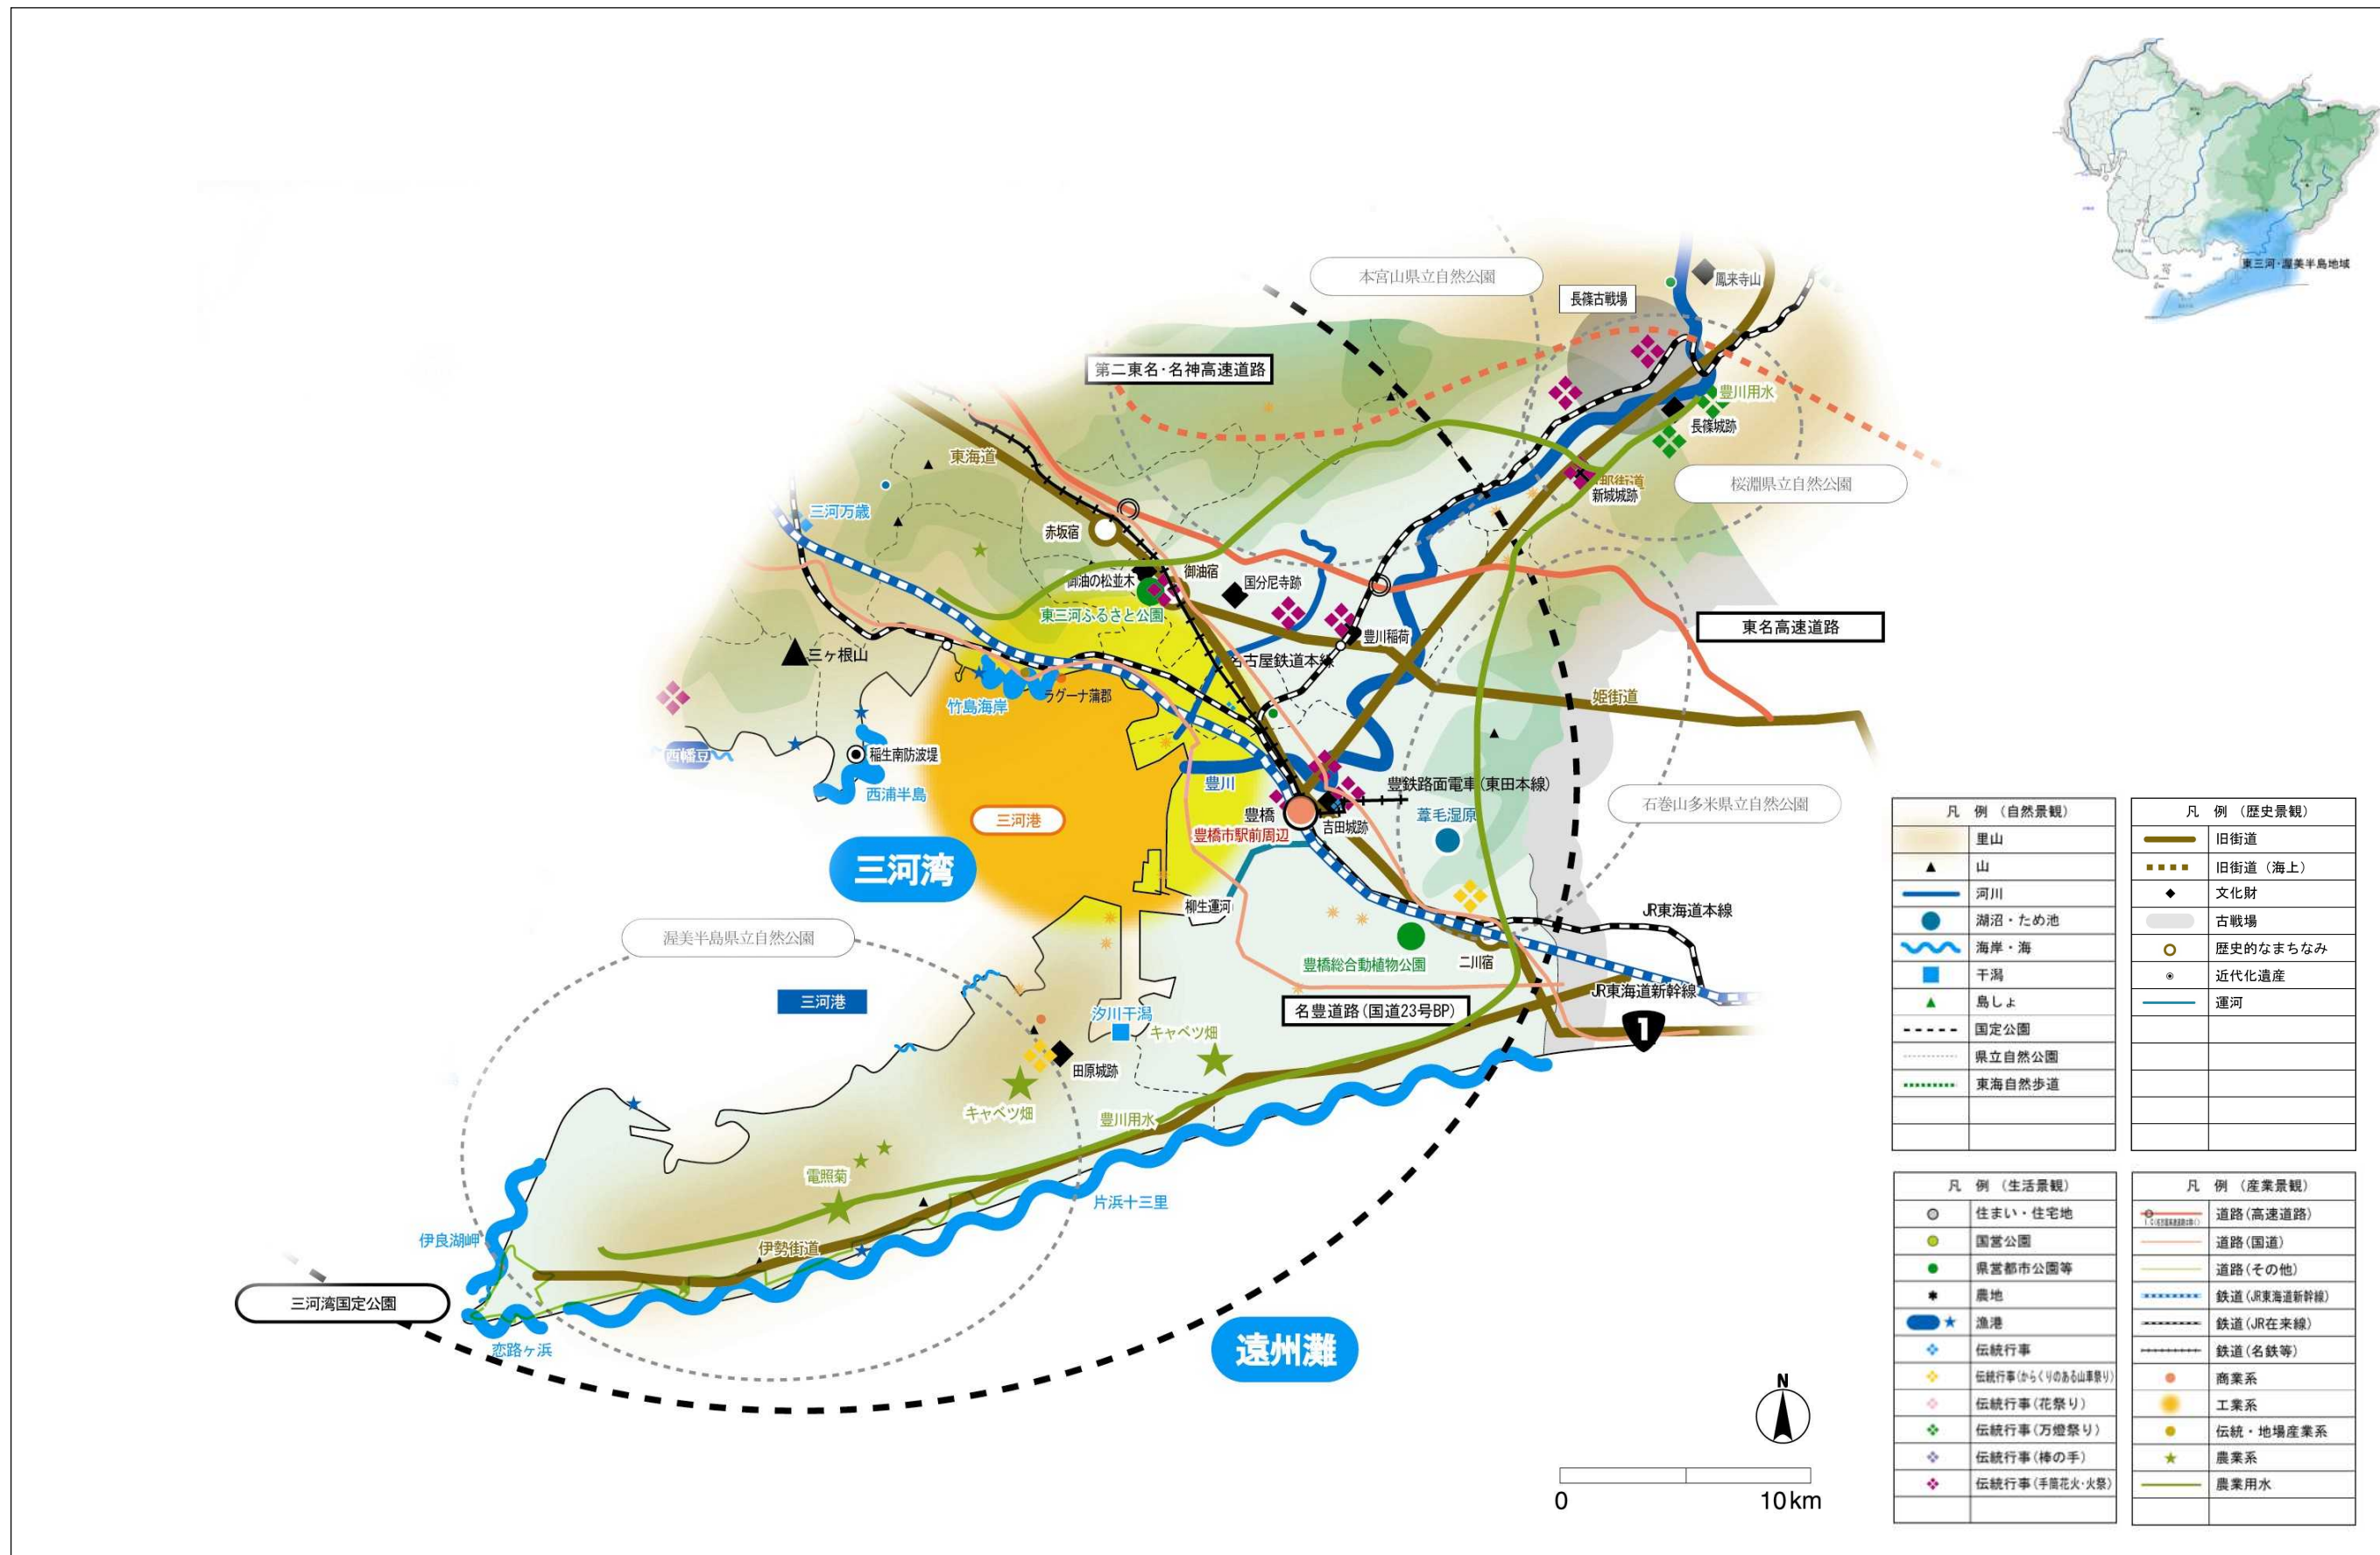 東三河・渥美半島地域
本宮山県立自然公園
長篠古戦場
鳳来寺山
第二東名・名神高速道路
豊川用水
長篠城跡
東海道
桜淵県立自然公園
新城城跡
三河万歳
赤坂宿
御油の松並木
御油宿
国分尼寺跡
東三河ふるさと公園
東名高速道路
豊川稲荷
三ヶ根山
名古屋鉄道本線
姫街道
竹島海岸
ラグーナ蒲郡
西幡豆
稲生南防波堤
西浦半島
豊川
豊鉄路面電車(東田本線)
石巻山多米県立自然公園
三河港
豊橋
吉田城跡
葦毛湿原
豊橋市駅前周辺
三河湾
柳生運河
JR東海道本線
渥美半島県立自然公園
豊橋総合動植物公園
二川宿
JR東海道新幹線
三河港
汐川干潟
キャベツ畑
名豊道路(国道23号BP)
1
田原城跡
キャベツ畑
豊川用水
電照菊
片浜十三里
伊良湖岬
伊勢街道
三河湾国定公園
恋路ヶ浜
遠州灘
N
0 10km
凡 例 (自然景観)
里山
山
河川
湖沼・ため池
海岸・海
干潟
島しょ
国定公園
県立自然公園
東海自然歩道
凡 例 (歴史景観)
旧街道
旧街道 (海上)
文化財
古戦場
歴史的なまちなみ
近代化遺産
運河
凡 例 (生活景観)
住まい・住宅地
国営公園
県営都市公園等
農地
漁港
伝統行事
伝統行事(からくりのある山車祭り)
伝統行事(花祭り)
伝統行事(万燈祭り)
伝統行事(棒の手)
伝統行事(手筒花火・火祭)
凡 例 (産業景観)
道路(高速道路)
道路(国道)
道路(その他)
鉄道(JR東海道新幹線)
鉄道(JR在来線)
鉄道(名鉄等)
商業系
工業系
伝統・地場産業系
農業系
農業用水